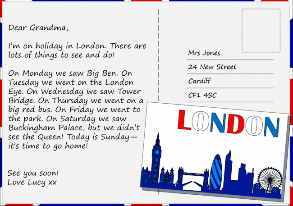 Dear Grandma,
I'm on holiday in London. There are
lots of things to see and do!
On Monday we saw Big Ben. On
Tuesday we went on the London
Eye. On Wednesday we saw Tower
Bridge. On Thursday we went on a
big red bus. On Friday we went to
the park. On Saturday we saw
Buckingham Palace, but we didn't
see the Queen! Today is Sunday—
it's time to go home!
See you soon!
Love Lucy xx
Mrs Jones
24 New Street
Cardiff
CF1 4SC
LONDON